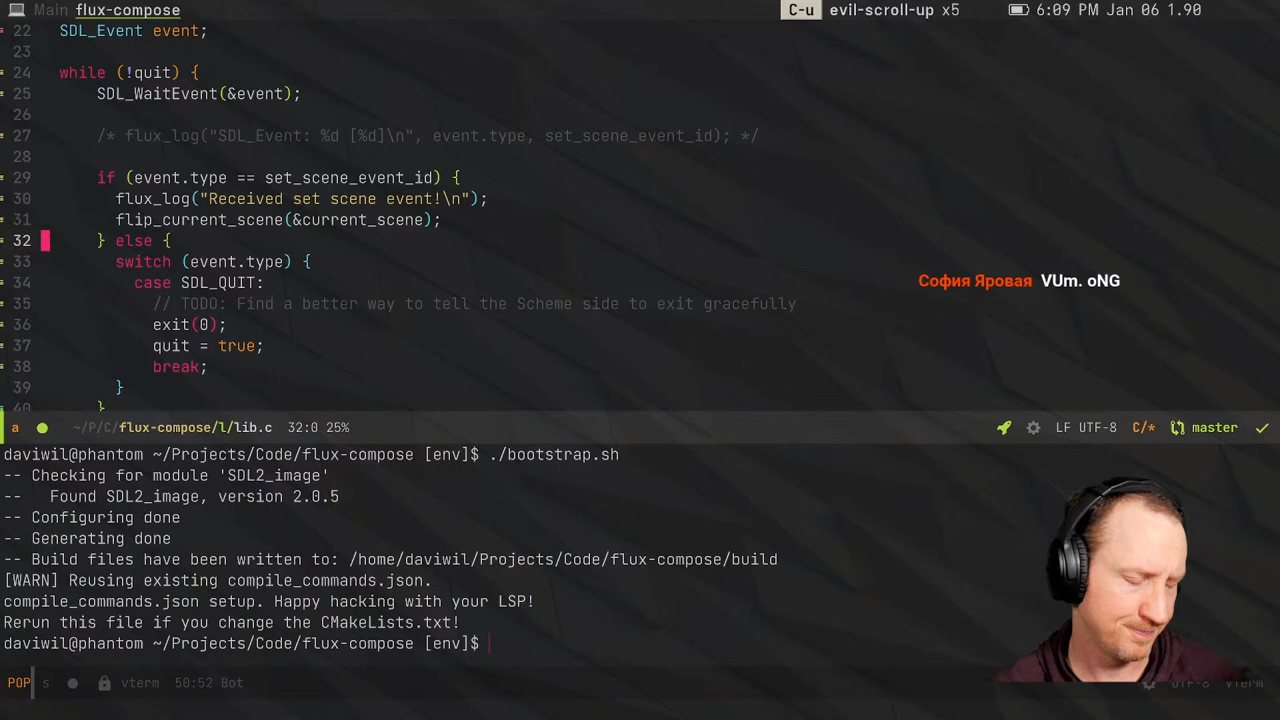 Main flux-compose C-u evil-scroll-up x5 6:09 PM Jan 06 1.90
22 SDL_Event event;
23
24 while (!quit) {
25 SDL_WaitEvent(&event);
26
27 /* flux_log("SDL_Event: %d [%d]\n", event.type, set_scene_event_id); */
28
29 if (event.type == set_scene_event_id) {
30 flux_log("Received set scene event!\n");
31 flip_current_scene(&current_scene);
32 } else {
33 switch (event.type) {
34 case SDL_QUIT:
35 // TODO: Find a better way to tell the Scheme side to exit gracefully
36 exit(0);
37 quit = true;
38 break;
39 }
40 }
София Яровая VUm. oNG
a ~/P/C/flux-compose/l/lib.c 32:0 25% LF UTF-8 C/* master
daviwil@phantom ~/Projects/Code/flux-compose [env]$ ./bootstrap.sh
-- Checking for module 'SDL2_image'
-- Found SDL2_image, version 2.0.5
-- Configuring done
-- Generating done
-- Build files have been written to: /home/daviwil/Projects/Code/flux-compose/build
[WARN] Reusing existing compile_commands.json.
compile_commands.json setup. Happy hacking with your LSP!
Rerun this file if you change the CMakeLists.txt!
daviwil@phantom ~/Projects/Code/flux-compose [env]$
POP s vterm 50:52 Bot UTF-8 VTerm